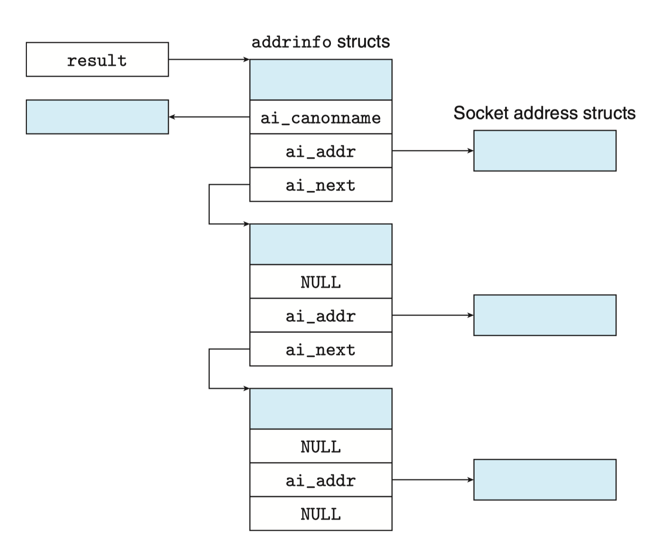 addrinfo structs
result
ai_canonname
Socket address structs
ai_addr
ai_next
NULL
ai_addr
ai_next
NULL
ai_addr
NULL